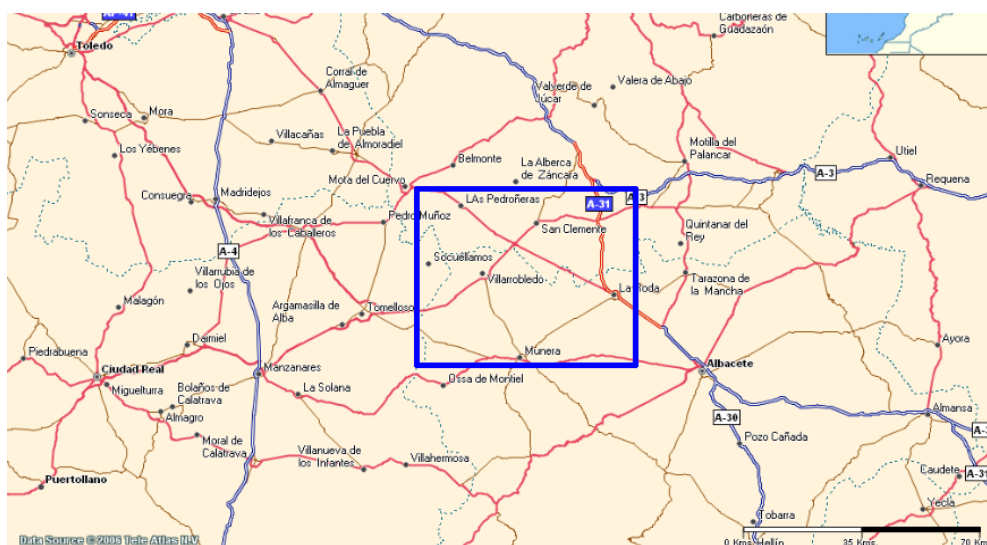 Toledo
Carboneras de
Guadazaón
Corral de
Almaguer
Valera de Abajo
Valverde de
Júcar
Sonseca
Mora
Villacañas
La Puebla
de Almoradiel
Los Yébenes
Belmonte
Motilla del
Palancar
Utiel
La Alberca
de Záncara
A-3
Requena
Consuegra
Madridejos
Mota del Cuervo
LAs Pedroñeras
A-31
A-3
Villafranca de
los Caballeros
Pedro Muñoz
San Clemente
Quintanar del
Rey
A-4
Socuéllamos
Villarrubia de
los Ojos
Villarrobledo
Tarazona de
la Mancha
Malagón
Argamasilla de
Alba
Tomelloso
La Roda
Daimiel
Ayora
Piedrabuena
Munera
Ciudad Real
Manzanares
Albacete
Miguelturra
Bolaños de
Calatrava
La Solana
Ossa de Montiel
Almagro
A-30
Almansa
Moral de
Calatrava
Villanueva de
los Infantes
Villahermosa
Pozo Cañada
Puertollano
Caudete
A-31
Yecla
Tobarra
Data Source © 2006 Tele Atlas N.V.
0 Kms
Hellín
35 Kms
70 Km